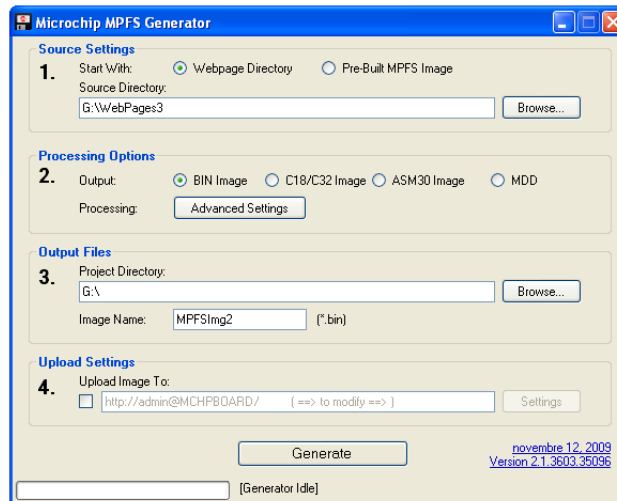 Microchip MPFS Generator
Source Settings
1. Start With: Webpage Directory Pre-Built MPFS Image
Source Directory:
G:\WebPages3 Browse...
Processing Options
2. Output: BIN Image C18/C32 Image ASM30 Image MDD
Processing: Advanced Settings
Output Files
3. Project Directory:
G:\ Browse...
Image Name: MPFSImg2 (*.bin)
Upload Settings
4. Upload Image To:
http://admin@MCHPBOARD/ ( ==> to modify ==> ) Settings
Generate
novembre 12, 2009
Version 2.1.3603.35096
[Generator Idle]